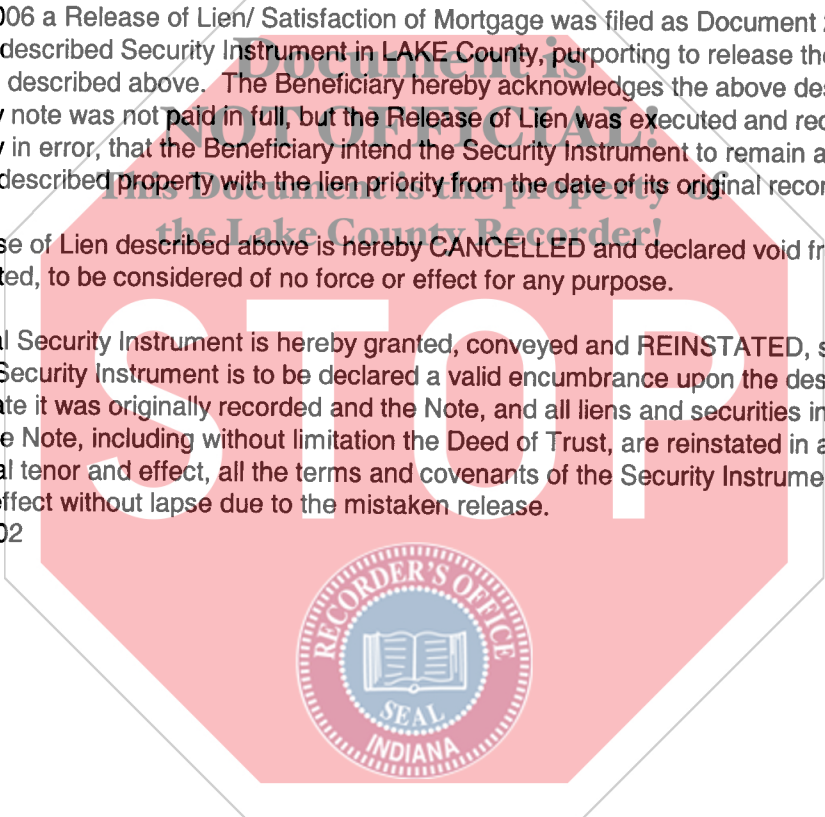 006 a Release of Lien/ Satisfaction of Mortgage was filed as Document
described Security Instrument in LAKE County, purporting to release the
described above. The Beneficiary hereby acknowledges the above des
y note was not paid in full, but the Release of Lien was executed and rec
y in error, that the Beneficiary intend the Security Instrument to remain a
described property with the lien priority from the date of its original recor
se of Lien described above is hereby CANCELLED and declared void fr
ted, to be considered of no force or effect for any purpose.
l Security Instrument is hereby granted, conveyed and REINSTATED, s
Security Instrument is to be declared a valid encumbrance upon the des
ate it was originally recorded and the Note, and all liens and securities in
e Note, including without limitation the Deed of Trust, are reinstated in a
al tenor and effect, all the terms and covenants of the Security Instrume
effect without lapse due to the mistaken release.
02
Document is
NOT OFFICIAL!
This Document is the property of
the Lake County Recorder!
STOP
RECORDER'S OFFICE
SEAL
INDIANA